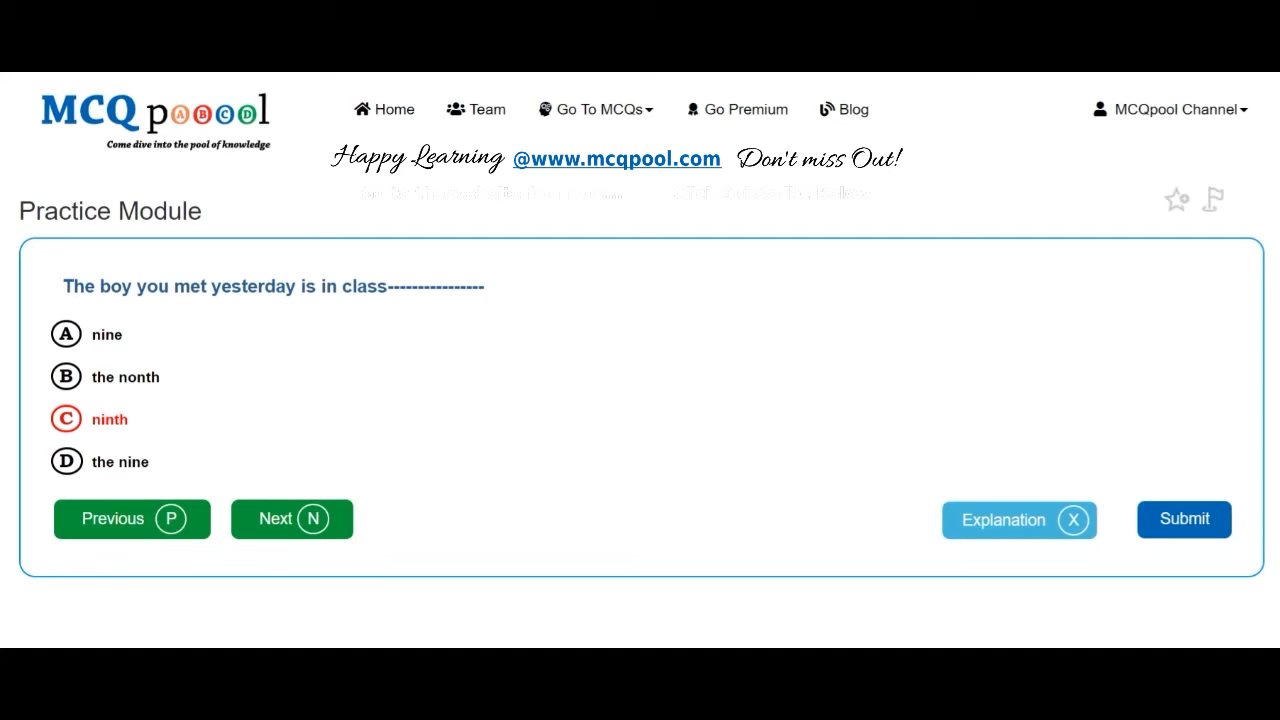 MCQ pooool
Come dive into the pool of knowledge
Home Team Go To MCQs Go Premium Blog MCQpool Channel
Happy Learning @www.mcqpool.com Don't miss Out!
Practice Module
The boy you met yesterday is in class----------------
A nine
B the nonth
C ninth
D the nine
Previous P Next N Explanation X Submit